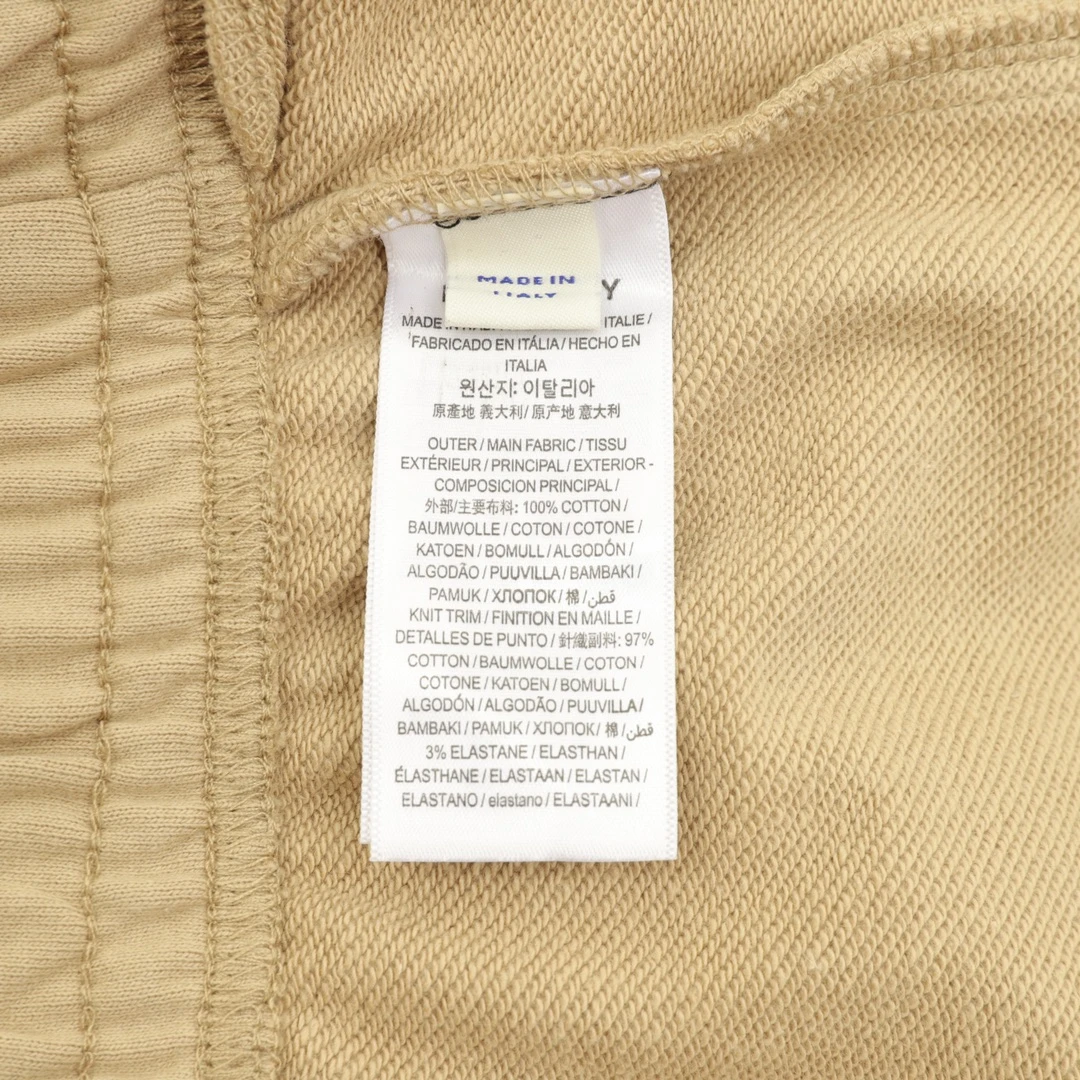 MADE IN
ITALY
Y
MADE IN ITALIE /
FABRICADO EN ITÁLIA / HECHO EN
ITALIA
원산지: 이탈리아
原產地 義大利/ 原产地 意大利
OUTER / MAIN FABRIC / TISSU
EXTÉRIEUR / PRINCIPAL / EXTERIOR -
COMPOSICION PRINCIPAL /
外部/主要布料: 100% COTTON /
BAUMWOLLE / COTON / COTONE /
KATOEN / BOMULL / ALGODÓN /
ALGODÃO / PUUVILLA / BAMBAKI /
PAMUK / ХЛОПОК / 棉 / قطن
KNIT TRIM / FINITION EN MAILLE /
DETALLES DE PUNTO / 針織副料: 97%
COTTON / BAUMWOLLE / COTON /
COTONE / KATOEN / BOMULL /
ALGODÓN / ALGODÃO / PUUVILLA /
BAMBAKI / PAMUK / ХЛОПОК / 棉 / قطن
3% ELASTANE / ELASTHAN /
ÉLASTHANE / ELASTAAN / ELASTAN /
ELASTANO / elastano / ELASTAANI /